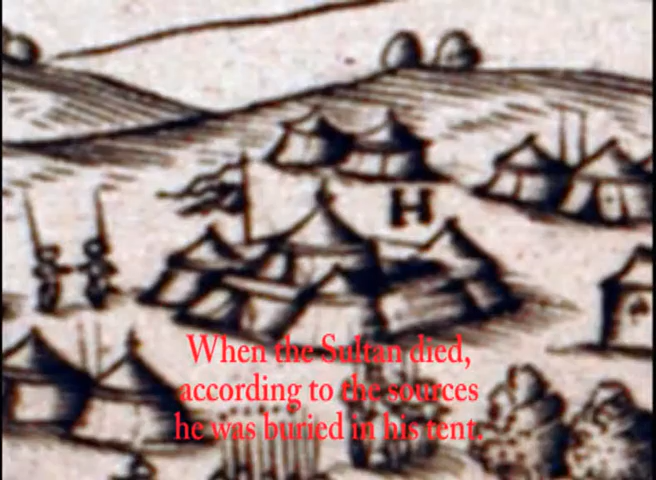 H
When the Sultan died,
according to the sources
he was buried in his tent.